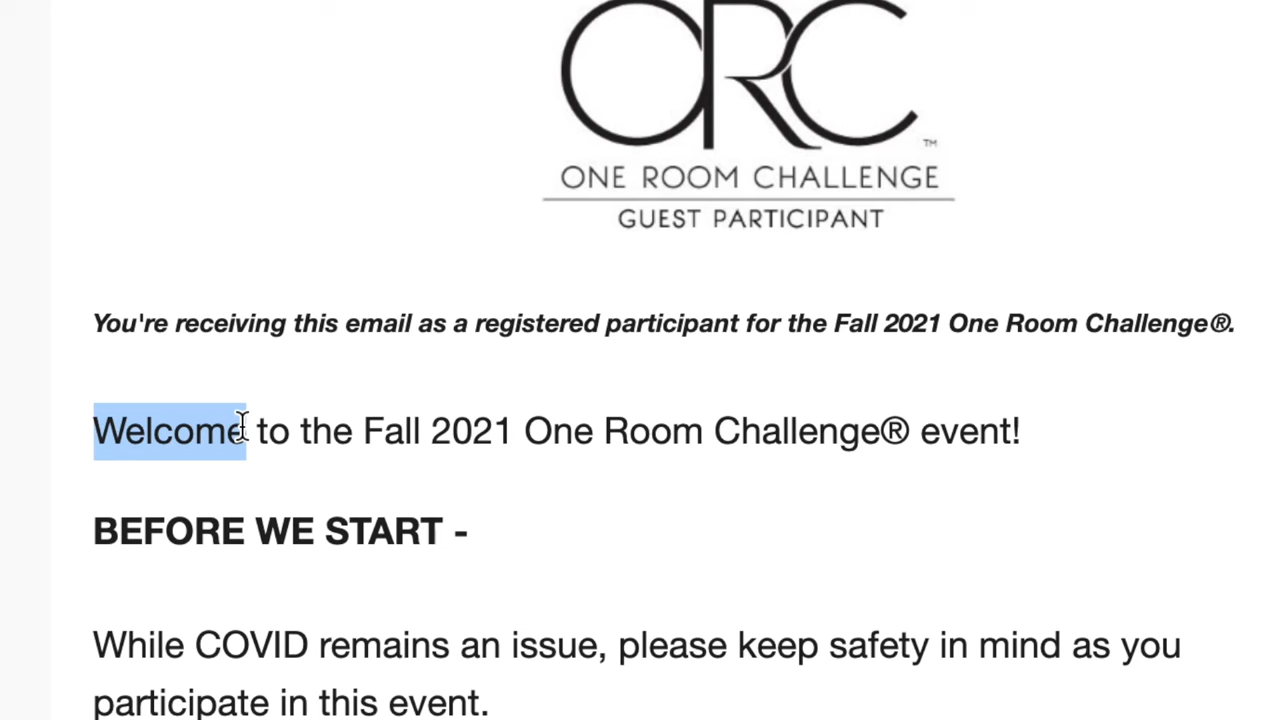 ORC™
ONE ROOM CHALLENGE
GUEST PARTICIPANT
You're receiving this email as a registered participant for the Fall 2021 One Room Challenge®.
Welcome to the Fall 2021 One Room Challenge® event!
BEFORE WE START -
While COVID remains an issue, please keep safety in mind as you
participate in this event.